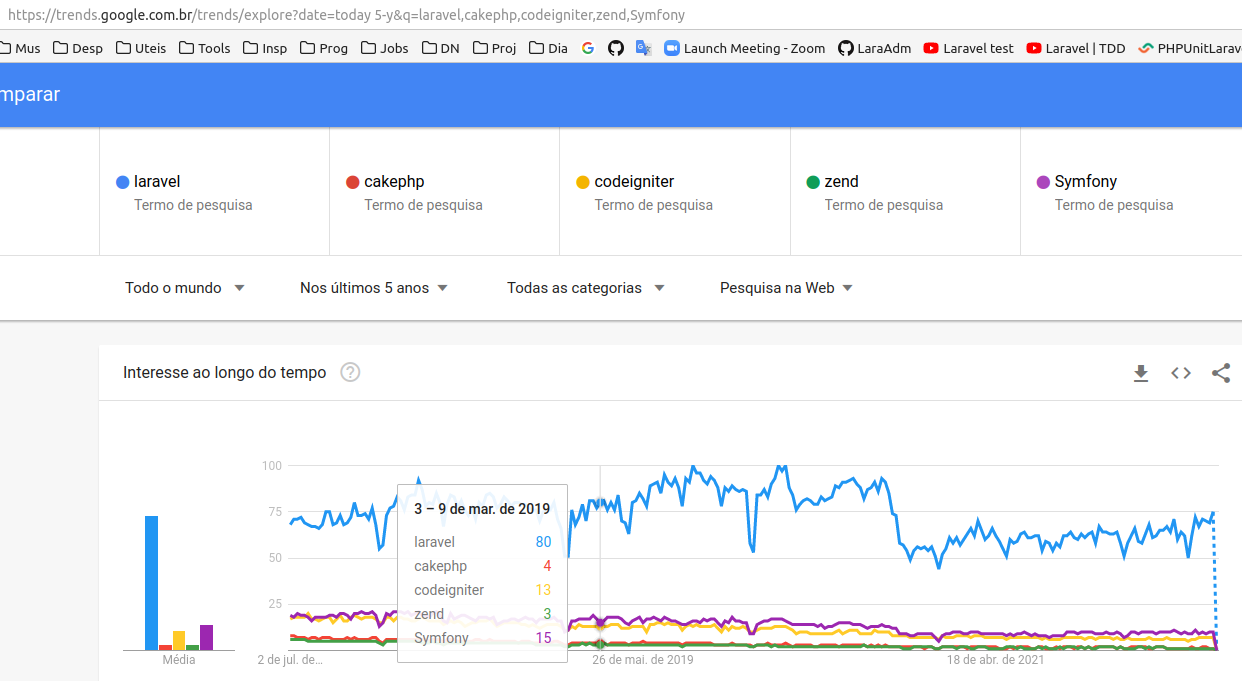 https://trends.google.com.br/trends/explore?date=today 5-y&q=laravel,cakephp,codeigniter,zend,Symfony
Mus Desp Uteis Tools Insp Prog Jobs DN Proj Dia Launch Meeting - Zoom LaraAdm Laravel test Laravel | TDD PHPUnitLarav
mparar
laravel cakephp codeigniter zend Symfony
Termo de pesquisa Termo de pesquisa Termo de pesquisa Termo de pesquisa Termo de pesquisa
Todo o mundo Nos últimos 5 anos Todas as categorias Pesquisa na Web
Interesse ao longo do tempo ?
100
75
50
25
3 – 9 de mar. de 2019
laravel 80
cakephp 4
codeigniter 13
zend 3
Symfony 15
Média 2 de jul. de... 26 de mai. de 2019 18 de abr. de 2021